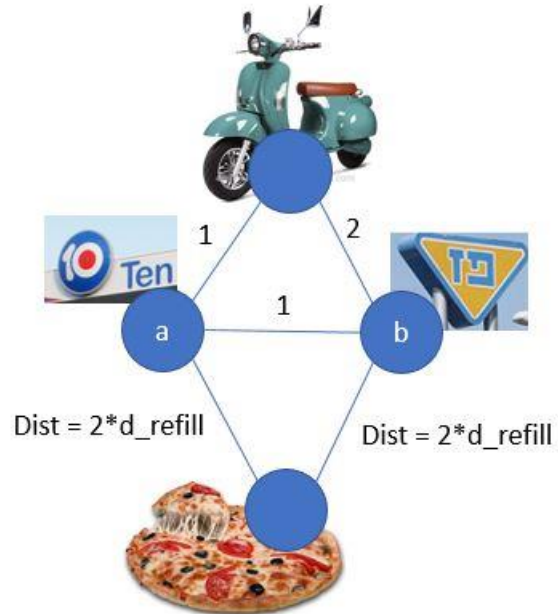 1
2
10
Ten
פז
a
1
b
Dist = 2*d_refill
Dist = 2*d_refill